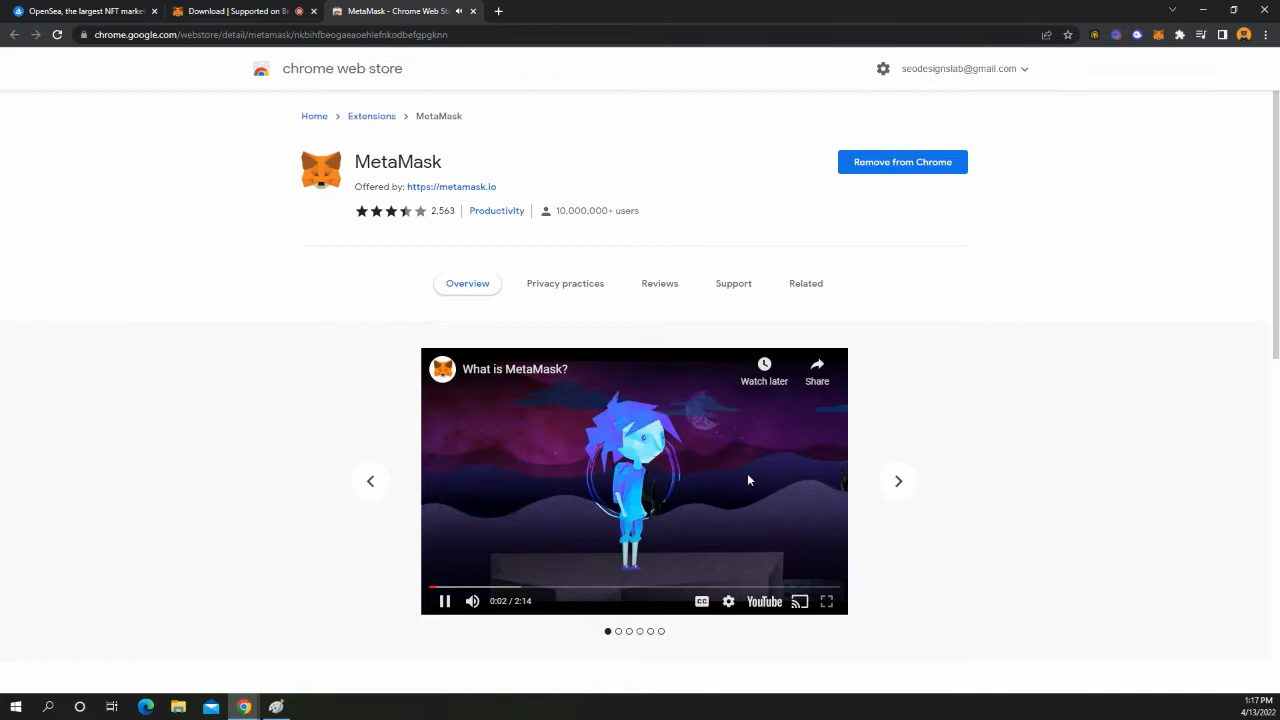 OpenSea, the largest NFT market
Download | Supported on Br
MetaMask - Chrome Web St
chrome.google.com/webstore/detail/metamask/nkbihfbeogaeaoehlefnkodbefgpgknn
chrome web store
seodesignslab@gmail.com
Home > Extensions > MetaMask
MetaMask
Remove from Chrome
Offered by: https://metamask.io
2,563
Productivity
10,000,000+ users
Overview
Privacy practices
Reviews
Support
Related
What is MetaMask?
Watch later
Share
0:02 / 2:14
CC
YouTube
1:17 PM
4/13/2022